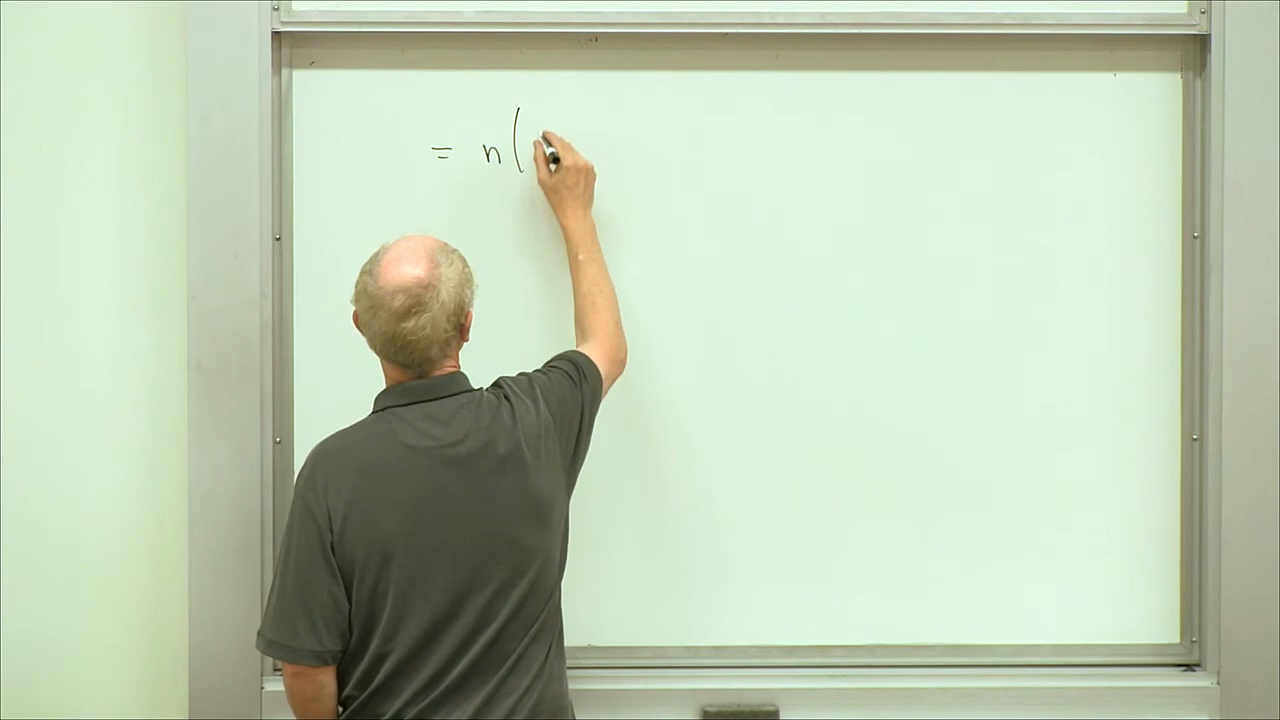 = n (